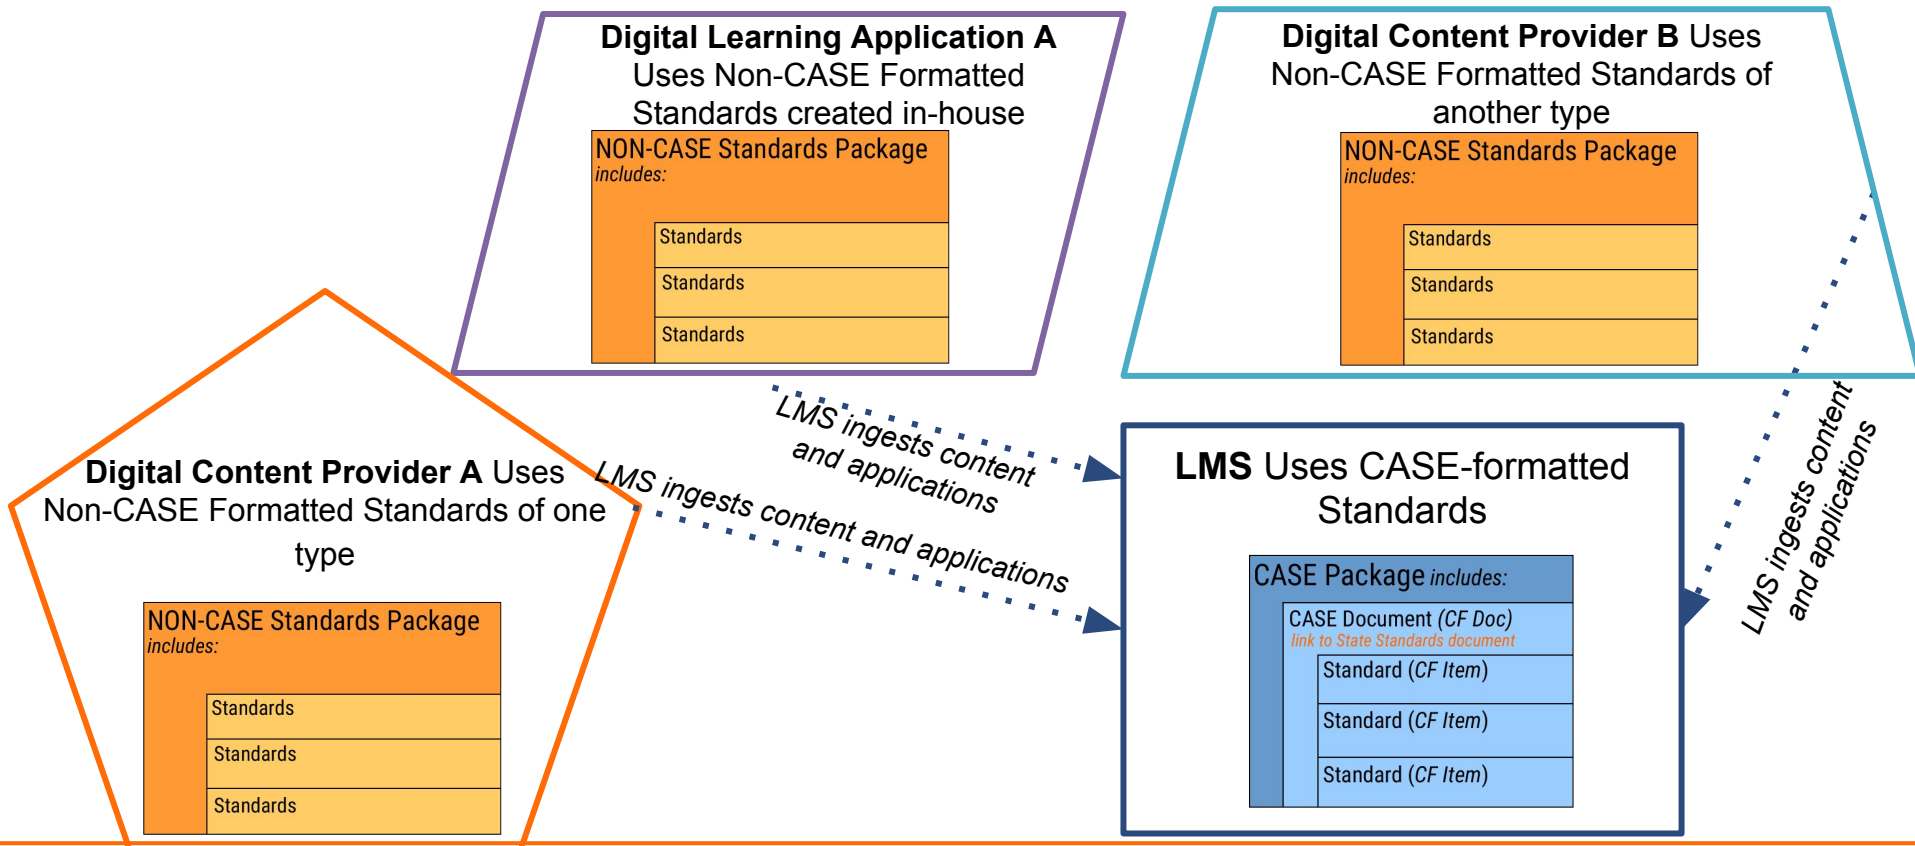 Digital Learning Application A
Uses Non-CASE Formatted
Standards created in-house
NON-CASE Standards Package
includes:
Standards
Standards
Standards
Digital Content Provider B Uses
Non-CASE Formatted Standards of
another type
NON-CASE Standards Package
includes:
Standards
Standards
Standards
Digital Content Provider A Uses
Non-CASE Formatted Standards of one
type
NON-CASE Standards Package
includes:
Standards
Standards
Standards
LMS ingests content
and applications
LMS ingests content and applications
LMS ingests content
and applications
LMS Uses CASE-formatted
Standards
CASE Package includes:
CASE Document (CF Doc)
link to State Standards document
Standard (CF Item)
Standard (CF Item)
Standard (CF Item)